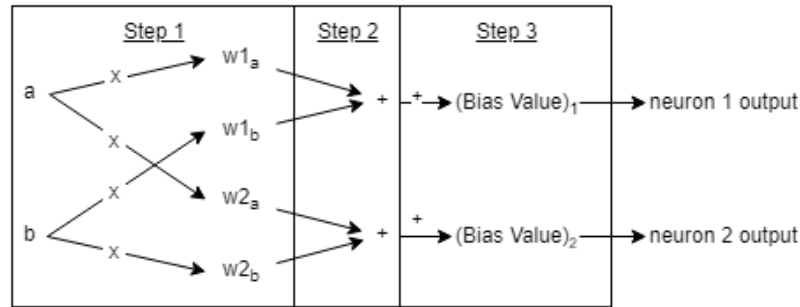 Step 1 Step 2 Step 3
x w1a
a + + (Bias Value)1 neuron 1 output
x w1b
x w2a
b + + (Bias Value)2 neuron 2 output
x w2b